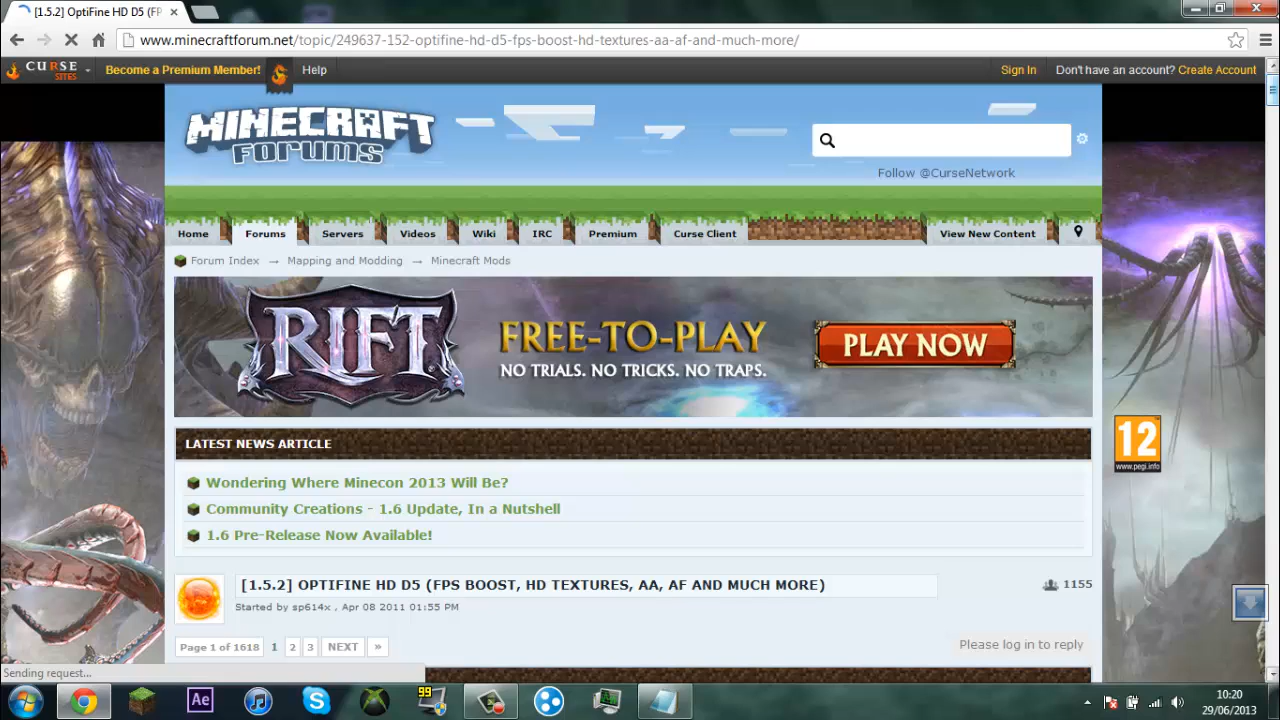 [1.5.2] OptiFine HD D5 (FP
www.minecraftforum.net/topic/249637-152-optifine-hd-d5-fps-boost-hd-textures-aa-af-and-much-more/
CURSE SITES
Become a Premium Member!
Help
Sign In
Don't have an account? Create Account
MINECRAFT
FORUMS
Follow @CurseNetwork
Home
Forums
Servers
Videos
Wiki
IRC
Premium
Curse Client
View New Content
Forum Index → Mapping and Modding → Minecraft Mods
RIFT
FREE-TO-PLAY
NO TRIALS. NO TRICKS. NO TRAPS.
PLAY NOW
12
www.pegi.info
LATEST NEWS ARTICLE
Wondering Where Minecon 2013 Will Be?
Community Creations - 1.6 Update, In a Nutshell
1.6 Pre-Release Now Available!
[1.5.2] OPTIFINE HD D5 (FPS BOOST, HD TEXTURES, AA, AF AND MUCH MORE)
1155
Started by sp614x , Apr 08 2011 01:55 PM
Page 1 of 1618 1 2 3 NEXT »
Please log in to reply
Sending request...
Ae
99
10:20
29/06/2013